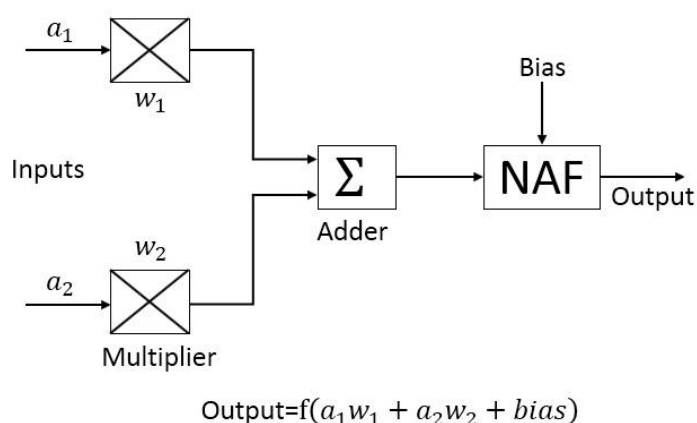 a₁
w₁
Bias
Inputs
Σ
NAF
Adder
Output
w₂
a₂
Multiplier
Output=f(a₁w₁ + a₂w₂ + bias)